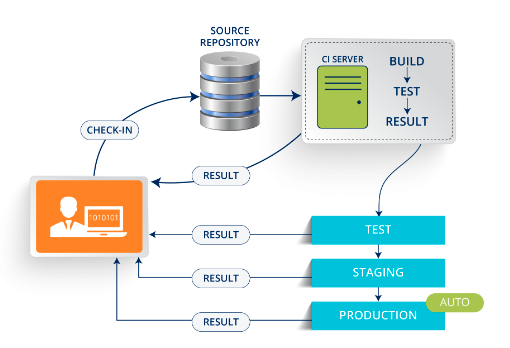 SOURCE
REPOSITORY
CI SERVER
BUILD
TEST
RESULT
CHECK-IN
RESULT
1010101
RESULT
TEST
RESULT
STAGING
AUTO
RESULT
PRODUCTION